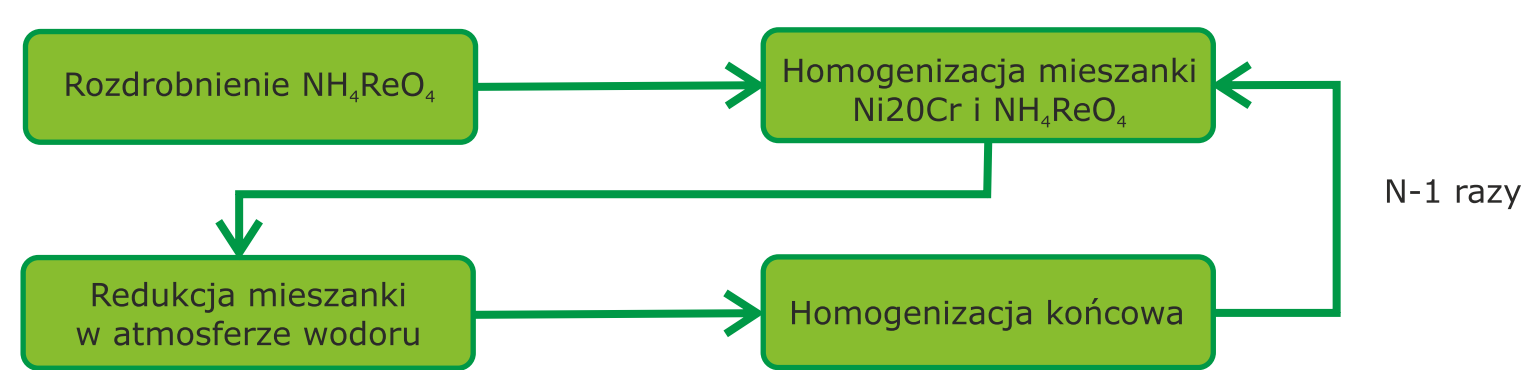 Rozdrobnienie NH₄ReO₄
Homogenizacja mieszanki
Ni20Cr i NH₄ReO₄
N-1 razy
Redukcja mieszanki
w atmosferze wodoru
Homogenizacja końcowa